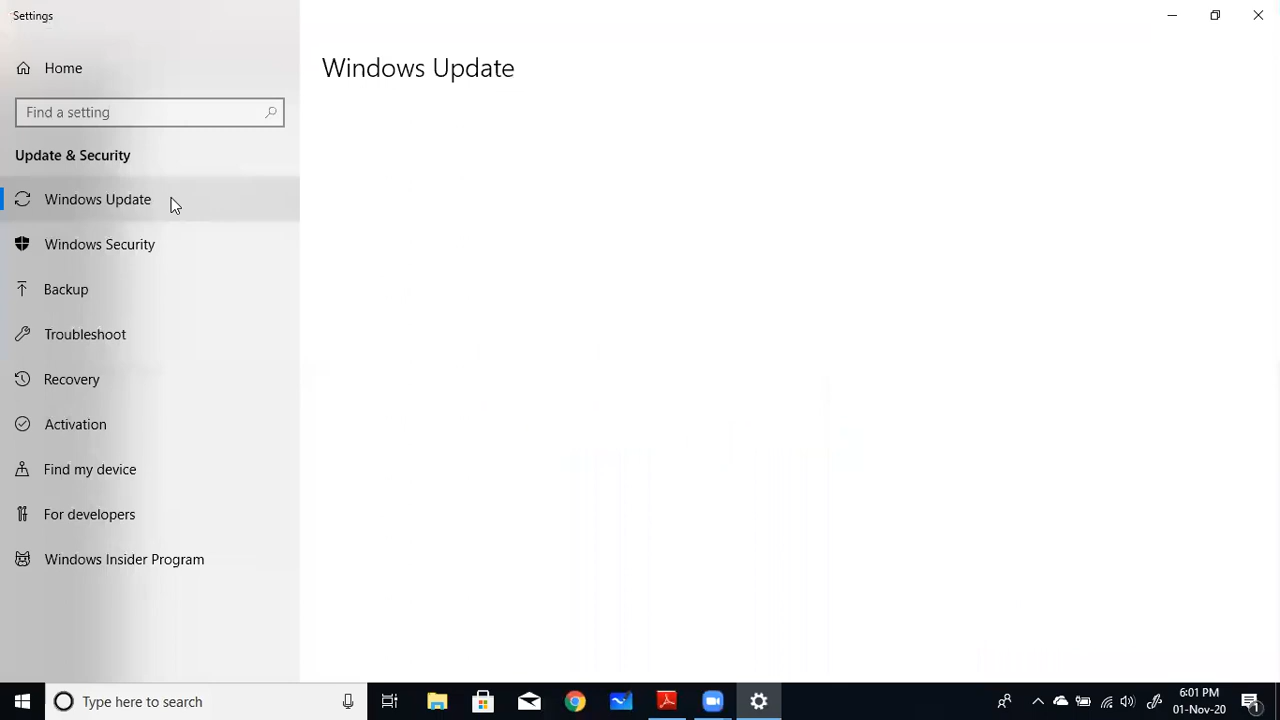 Settings
Home
Find a setting
Update & Security
Windows Update
Windows Security
Backup
Troubleshoot
Recovery
Activation
Find my device
For developers
Windows Insider Program
Windows Update
Type here to search
6:01 PM
01-Nov-20
1